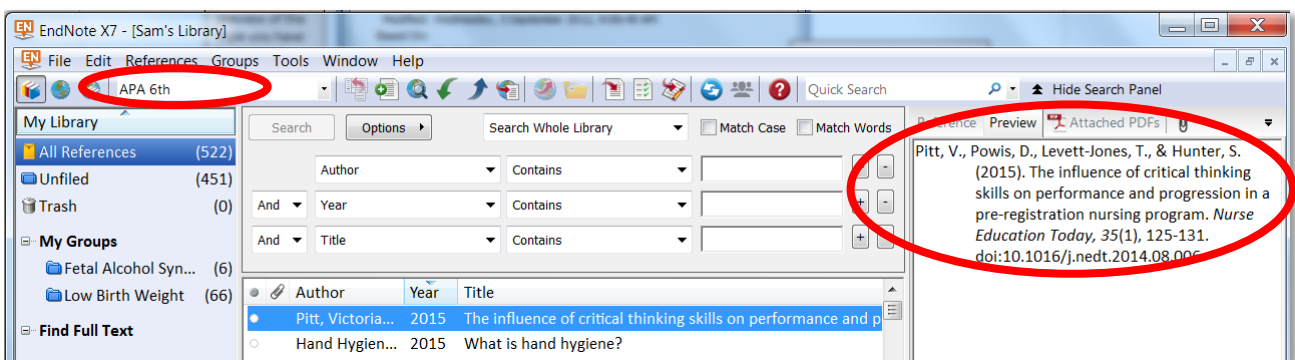 EndNote X7 - [Sam's Library]
File Edit References Groups Tools Window Help
APA 6th
Quick Search
Hide Search Panel
My Library
Search
Options
Search Whole Library
Match Case
Match Words
Reference
Preview
Attached PDFs
All References (522)
Unfiled (451)
Trash (0)
My Groups
Fetal Alcohol Syn... (6)
Low Birth Weight (66)
Find Full Text
Author
Contains
And
Year
Contains
And
Title
Contains
Author Year Title
Pitt, Victoria... 2015 The influence of critical thinking skills on performance and p
Hand Hygien... 2015 What is hand hygiene?
Pitt, V., Powis, D., Levett-Jones, T., & Hunter, S.
(2015). The influence of critical thinking
skills on performance and progression in a
pre-registration nursing program. Nurse
Education Today, 35(1), 125-131.
doi:10.1016/j.nedt.2014.08.006